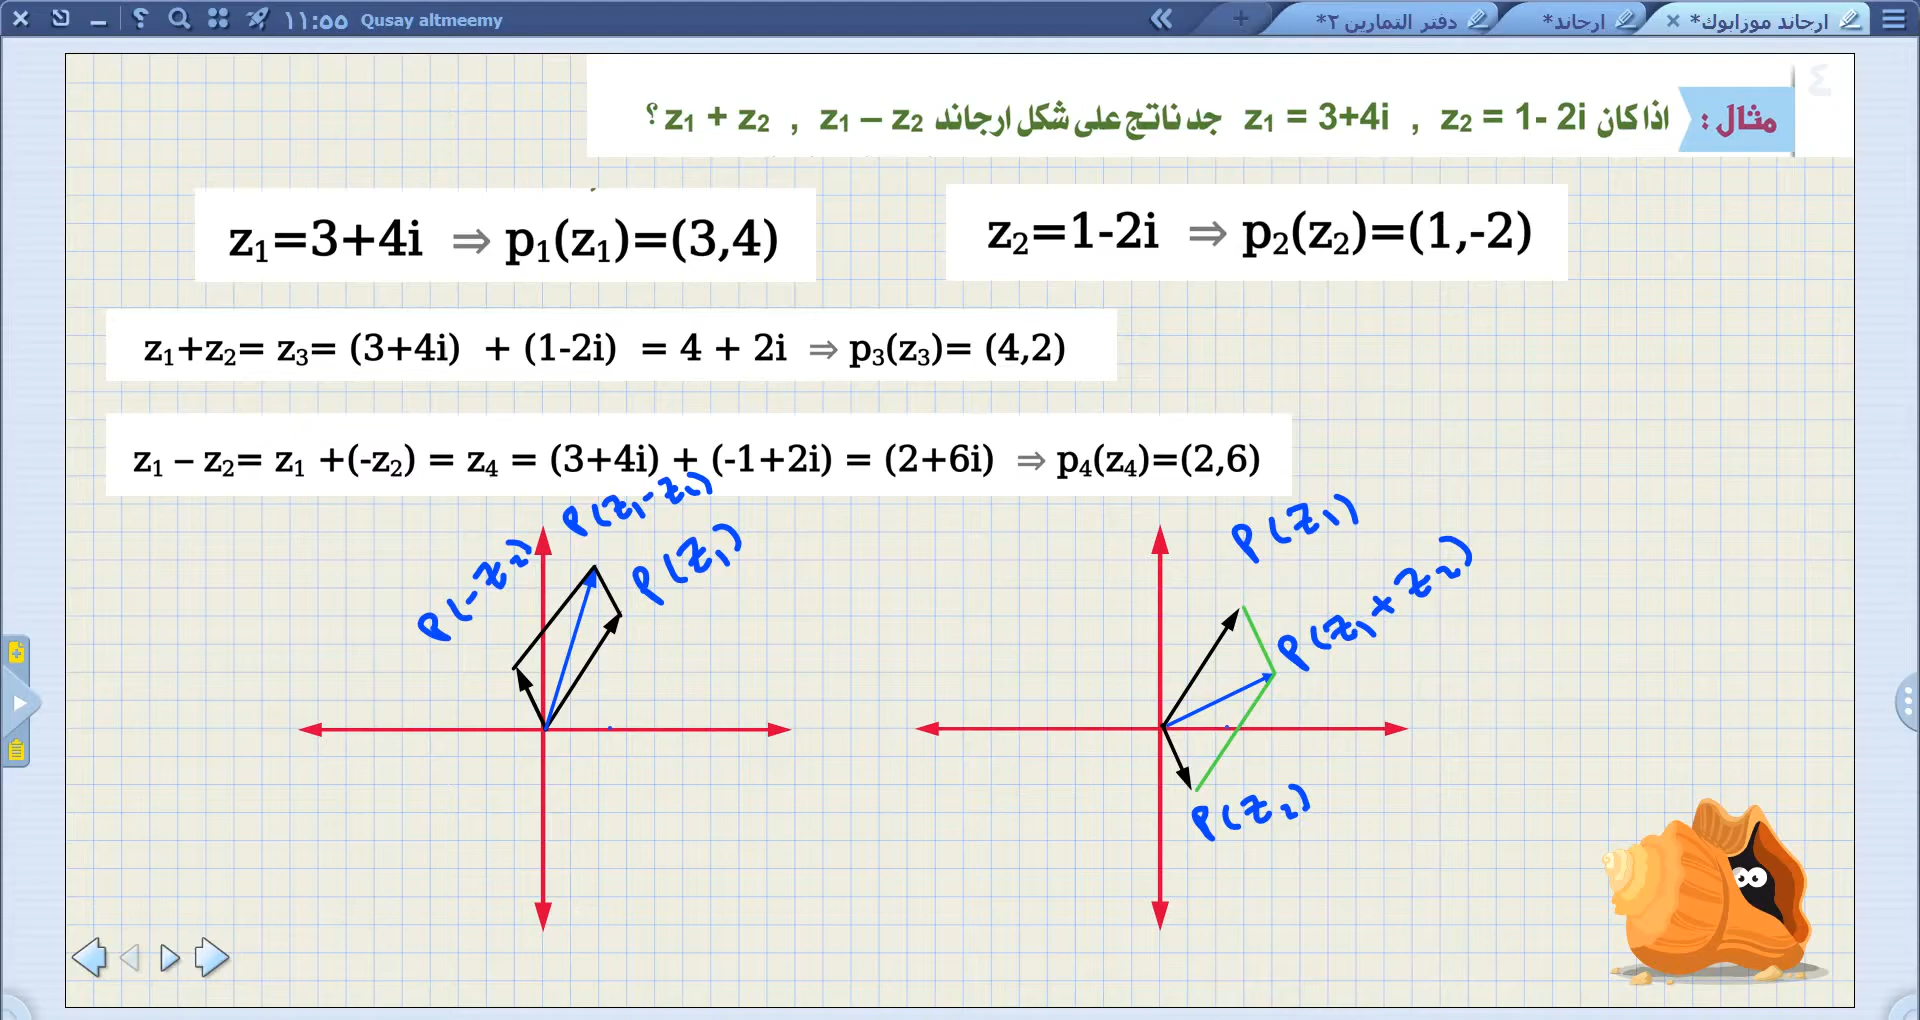 ١١:٥٥ Qusay altmeemy
دفتر التمارين ٢*
ارجاند*
ارجاند موزابوك*
٤
مثال : اذا كان z₁ = 3+4i , z₂ = 1- 2i جد ناتج على شكل ارجاند z₁ + z₂ , z₁ – z₂ ؟
z₁=3+4i ⇒ p₁(z₁)=(3,4)
z₂=1-2i ⇒ p₂(z₂)=(1,-2)
z₁+z₂= z₃= (3+4i) + (1-2i) = 4 + 2i ⇒ p₃(z₃)= (4,2)
z₁ – z₂= z₁ +(-z₂) = z₄ = (3+4i) + (-1+2i) = (2+6i) ⇒ p₄(z₄)=(2,6)
P(z₁-z₂)
P(-z₂)
P(z₁)
P(z₁)
P(z₁+z₂)
P(z₂)